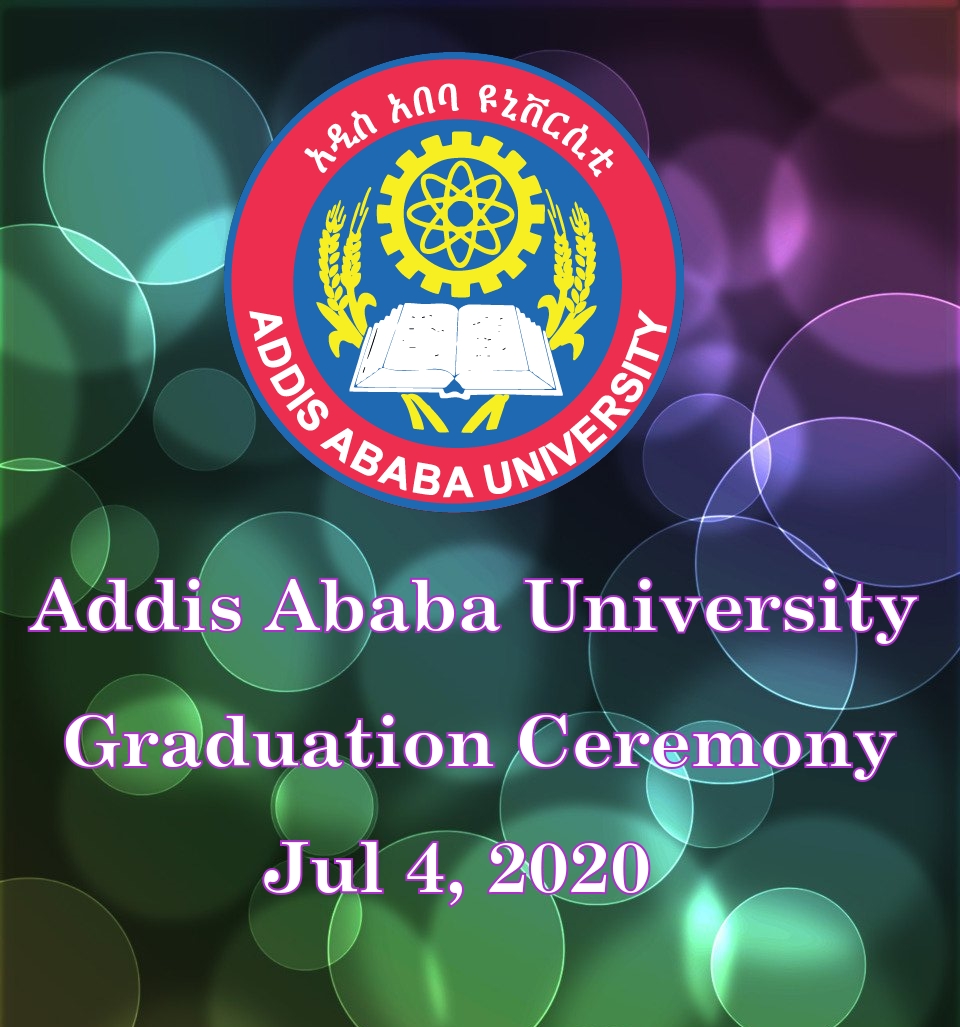 አዲስ አበባ ዩኒቨርሲቲ
ADDIS ABABA UNIVERSITY
Addis Ababa University
Graduation Ceremony
Jul 4, 2020